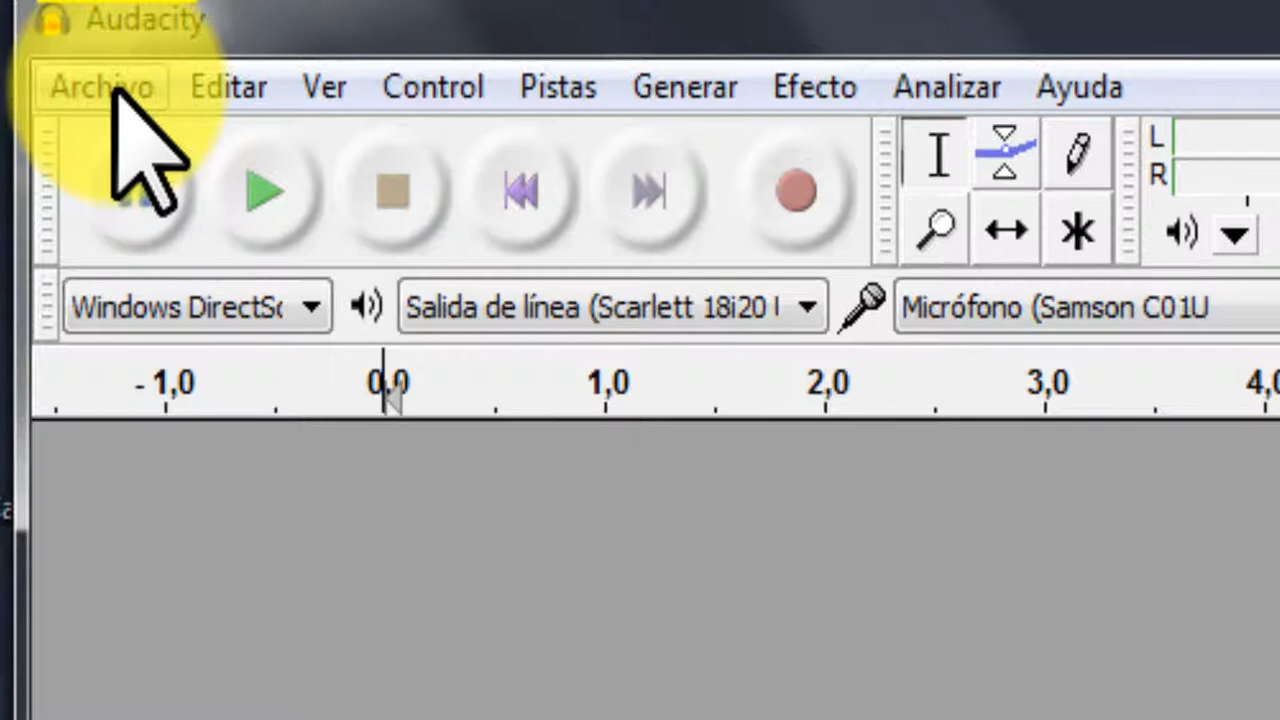 Audacity
Archivo Editar Ver Control Pistas Generar Efecto Analizar Ayuda
L
R
Windows DirectSc Salida de línea (Scarlett 18i20 Micrófono (Samson C01U
- 1,0 0,0 1,0 2,0 3,0 4,0